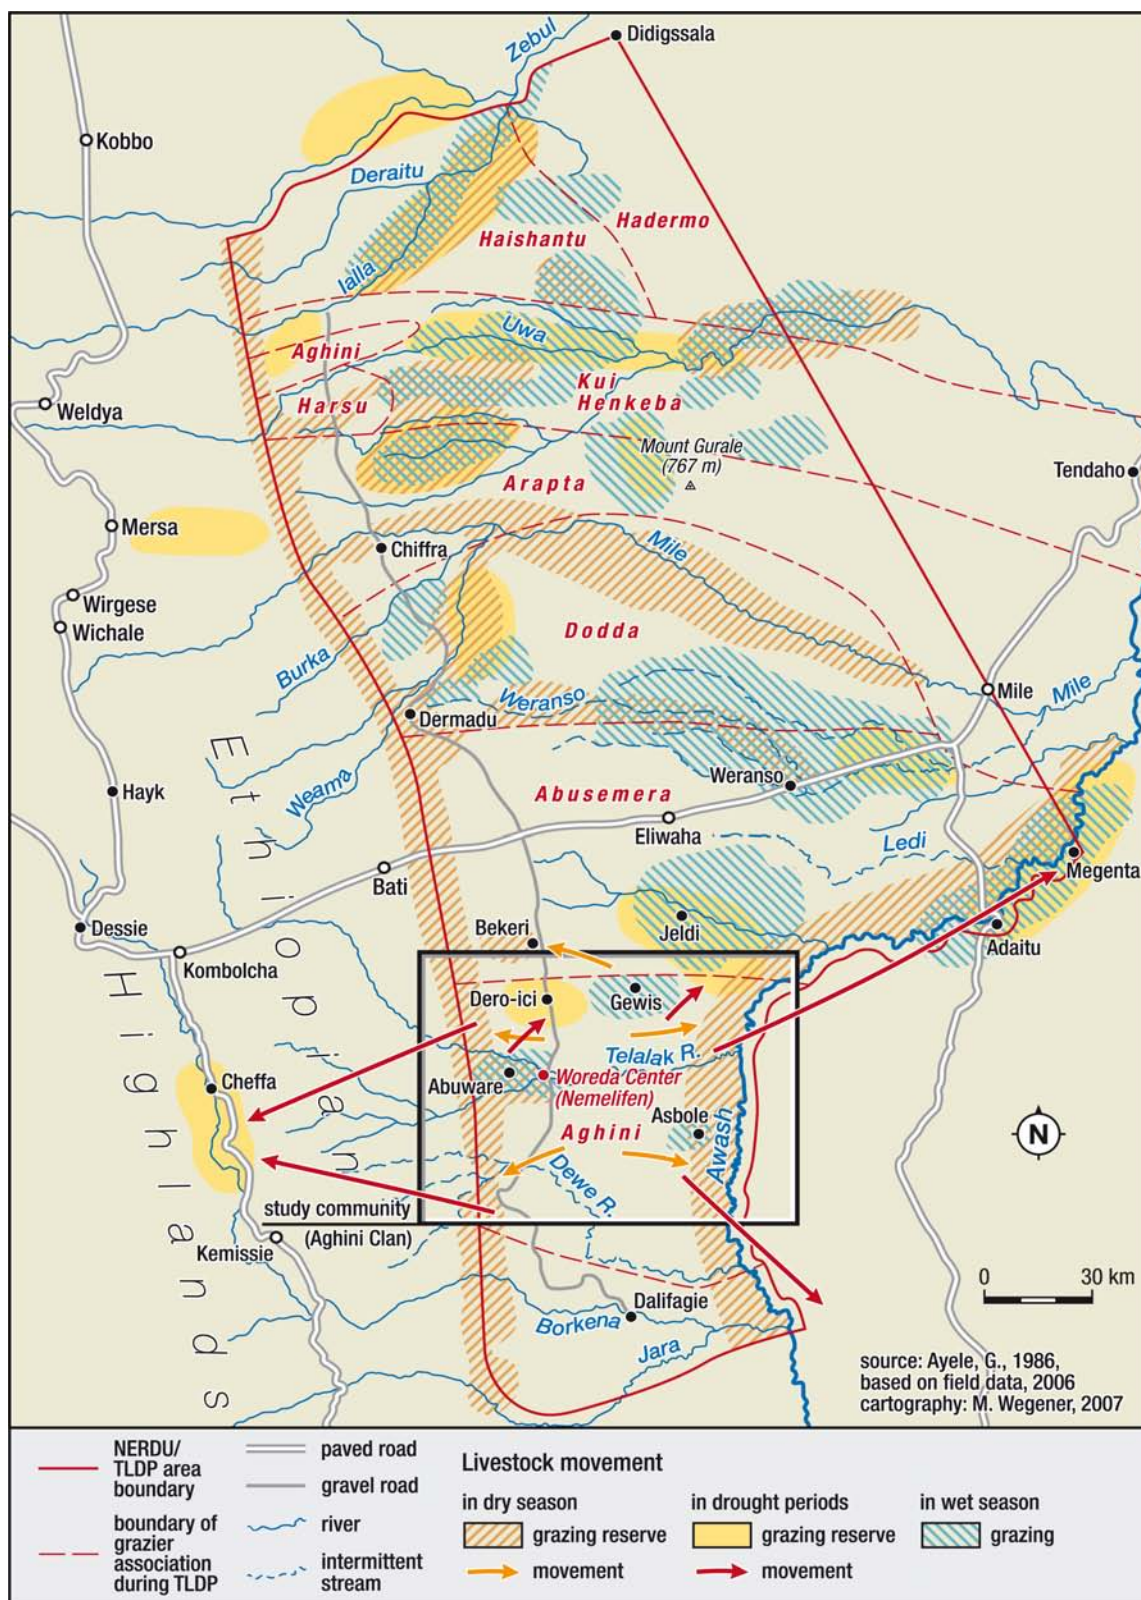 Didigssala
Zebul
Kobbo
Deraitu
Hadermo
Haishantu
Ialla
Uwa
Aghini
Kui
Henkeba
Harsu
Weldya
Mount Gurale
(767 m)
Tendaho
Arapta
Mersa
Chiffra
Mile
Wirgese
Wichale
Dodda
Burka
Mile
Mile
Weranso
Dermadu
Weama
Weranso
Hayk
Abusemera
Eliwaha
Ledi
Megenta
Bati
Dessie
Jeldi
Adaitu
Bekeri
Kombolcha
Ethiopian
Highlands
Dero-ici
Gewis
Telalak R.
Cheffa
Abuware
Woreda Center
(Nemelifen)
Asbole
Aghini
Awash
N
Dewe R.
study community
(Aghini Clan)
Kemissie
0 30 km
Dalifagie
Borkena
Jara
source: Ayele, G., 1986,
based on field data, 2006
cartography: M. Wegener, 2007
NERDU/
TLDP area
boundary
boundary of
grazier
association
during TLDP
paved road
gravel road
river
intermittent
stream
Livestock movement
in dry season
grazing reserve
movement
in drought periods
grazing reserve
movement
in wet season
grazing